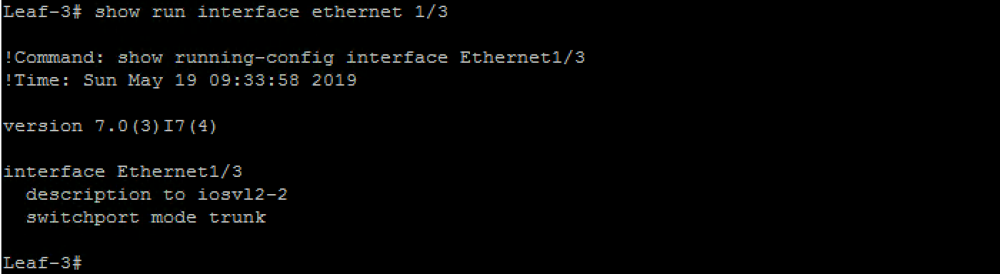 Leaf-3# show run interface ethernet 1/3
!Command: show running-config interface Ethernet1/3
!Time: Sun May 19 09:33:58 2019
version 7.0(3)I7(4)
interface Ethernet1/3
  description to iosvl2-2
  switchport mode trunk
Leaf-3#